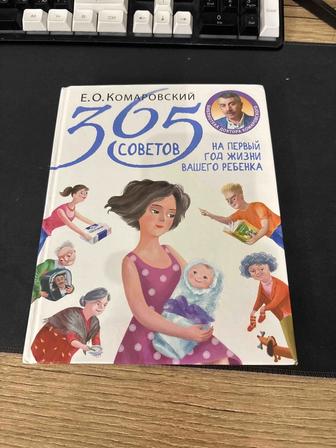 Е.О. Комаровский
365
советов
на первый
год жизни
вашего ребенка